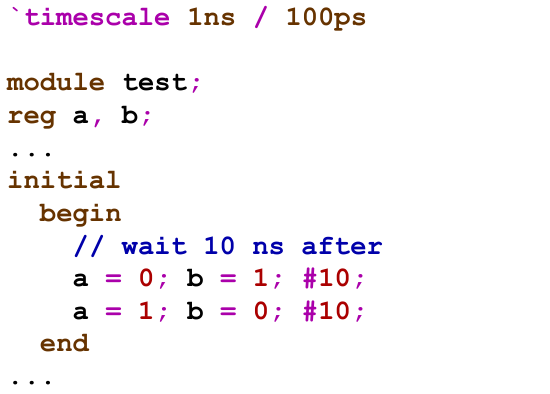 `timescale 1ns / 100ps
module test;
reg a, b;
...
initial
begin
// wait 10 ns after
a = 0; b = 1; #10;
a = 1; b = 0; #10;
end
...